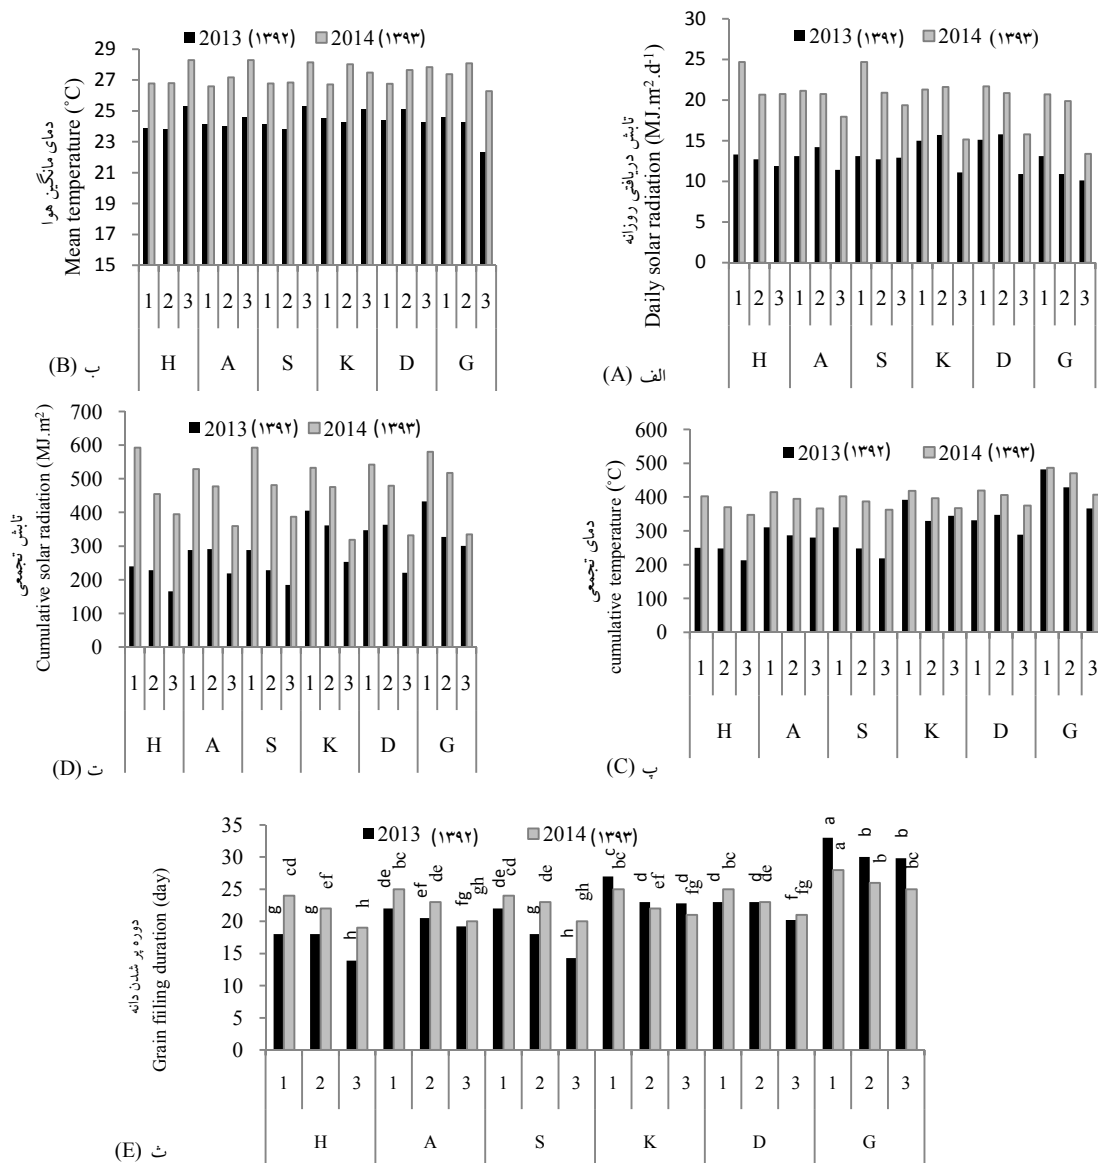 2013 (۱۳۹۲) 2014 (۱۳۹۳)
دمای مانگین هوا
Mean temperature (˚C)
29
27
25
23
21
19
17
15
1 2 3 1 2 3 1 2 3 1 2 3 1 2 3 1 2 3
H A S K D G
ب (B)
2013 (۱۳۹۲) 2014 (۱۳۹۳)
تابش دریافتی روزانه
Daily solar radiation (MJ.m².d⁻¹)
30
25
20
15
10
5
0
1 2 3 1 2 3 1 2 3 1 2 3 1 2 3 1 2 3
H A S K D G
الف (A)
2013 (۱۳۹۲) 2014 (۱۳۹۳)
تابش تجمعی
Cumulative solar radiation (MJ.m²)
700
600
500
400
300
200
100
0
1 2 3 1 2 3 1 2 3 1 2 3 1 2 3 1 2 3
H A S K D G
ت (D)
2013 (۱۳۹۲) 2014 (۱۳۹۳)
دمای تجمعی
cumulative temperature (˚C)
600
500
400
300
200
100
0
1 2 3 1 2 3 1 2 3 1 2 3 1 2 3 1 2 3
H A S K D G
پ (C)
2013 (۱۳۹۲) 2014 (۱۳۹۳)
دوره پر شدن دانه
Grain fiiling duration (day)
35
30
25
20
15
10
5
0
g cd g ef h h de bc ef de fg gh de cd g de h gh c bc d ef d fg d bc d de f fg a a b b b bc
1 2 3 1 2 3 1 2 3 1 2 3 1 2 3 1 2 3
H A S K D G
ث (E)